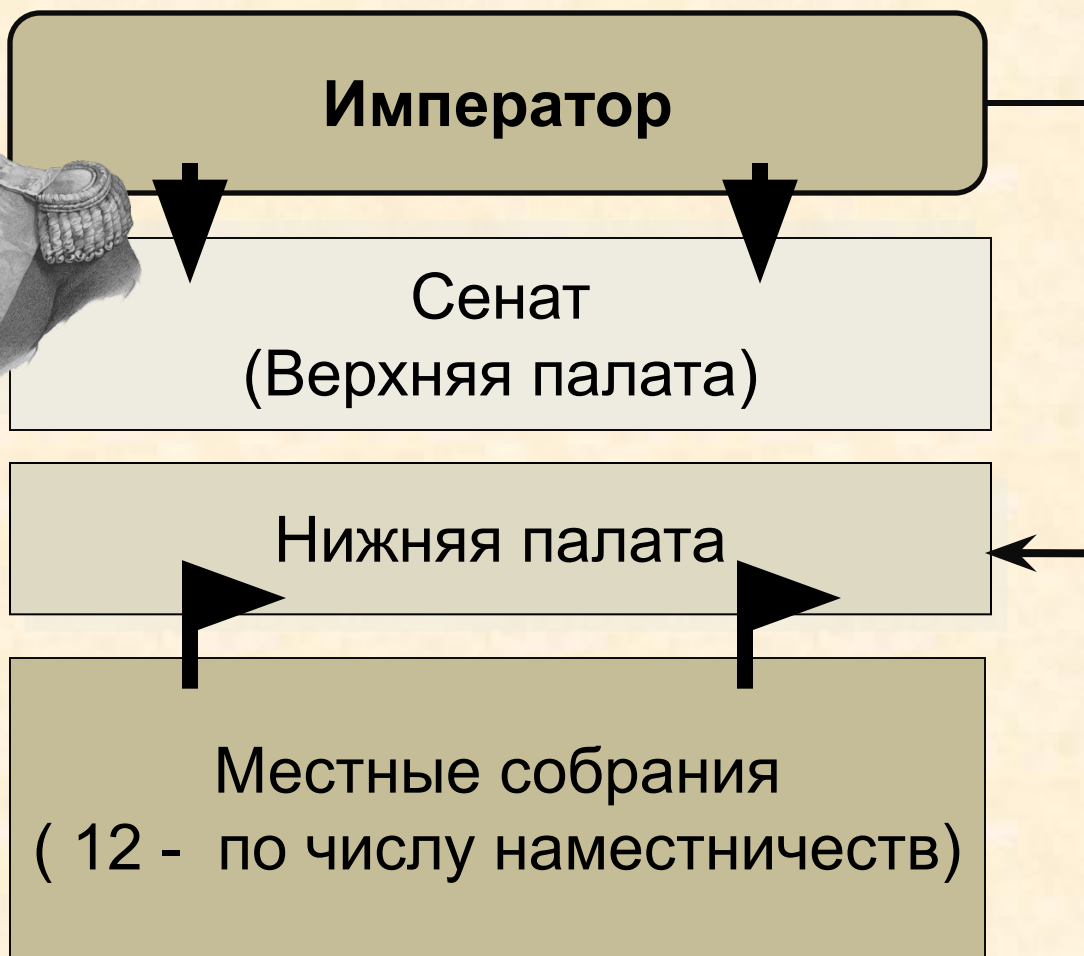 Император
Сенат
(Верхняя палата)
Нижняя палата
Местные собрания
( 12 - по числу наместничеств)